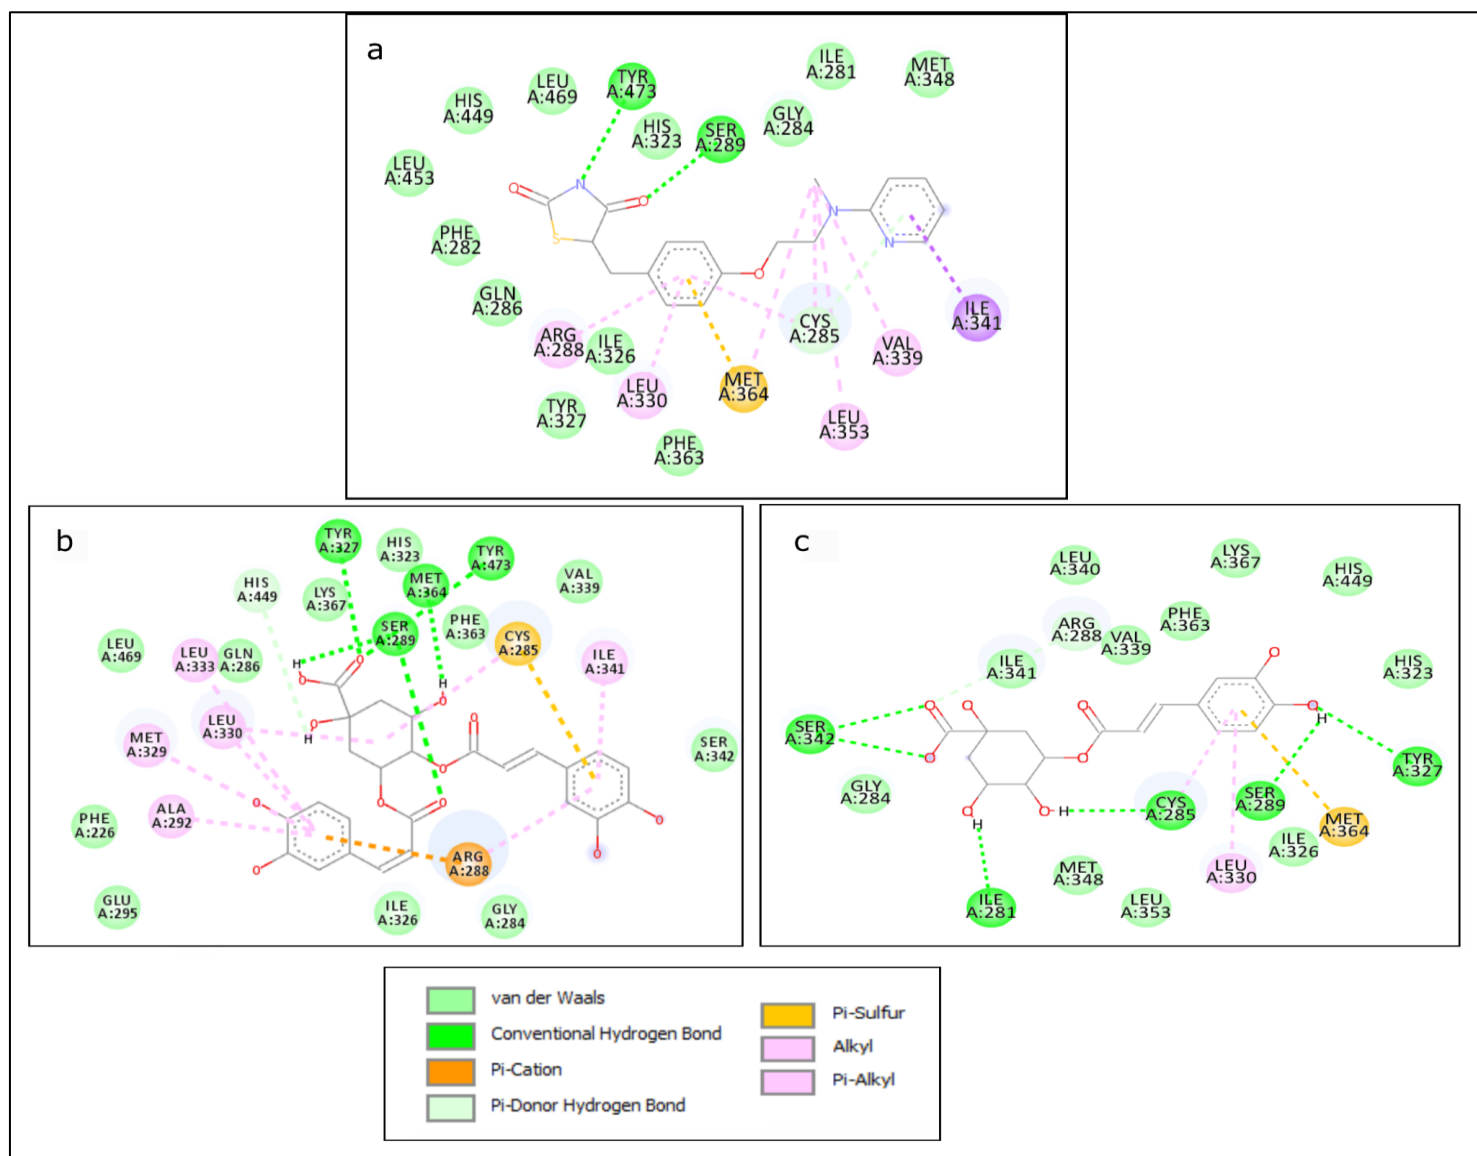 a
ILE
A:281
MET
A:348
TYR
A:473
LEU
A:469
HIS
A:449
GLY
A:284
HIS
A:323
SER
A:289
LEU
A:453
O
N
O
S
N
N
O
PHE
A:282
GLN
A:286
ARG
A:288
ILE
A:326
CYS
A:285
VAL
A:339
ILE
A:341
LEU
A:330
MET
A:364
TYR
A:327
LEU
A:353
PHE
A:363
b
TYR
A:327
HIS
A:323
TYR
A:473
HIS
A:449
LYS
A:367
MET
A:364
VAL
A:339
LEU
A:469
LEU
A:333
GLN
A:286
SER
A:289
PHE
A:363
CYS
A:285
ILE
A:341
H
O
O
H
O
O
H
MET
A:329
LEU
A:330
SER
A:342
O
O
O
O
O
O
O
O
PHE
A:226
ALA
A:292
ARG
A:288
GLU
A:295
ILE
A:326
GLY
A:284
c
LEU
A:340
LYS
A:367
HIS
A:449
ARG
A:288
VAL
A:339
PHE
A:363
ILE
A:341
HIS
A:323
SER
A:342
O
O
O
O
O
O
O
H
O
H
O
H
TYR
A:327
GLY
A:284
CYS
A:285
SER
A:289
MET
A:364
ILE
A:326
ILE
A:281
MET
A:348
LEU
A:353
LEU
A:330
van der Waals
Conventional Hydrogen Bond
Pi-Cation
Pi-Donor Hydrogen Bond
Pi-Sulfur
Alkyl
Pi-Alkyl